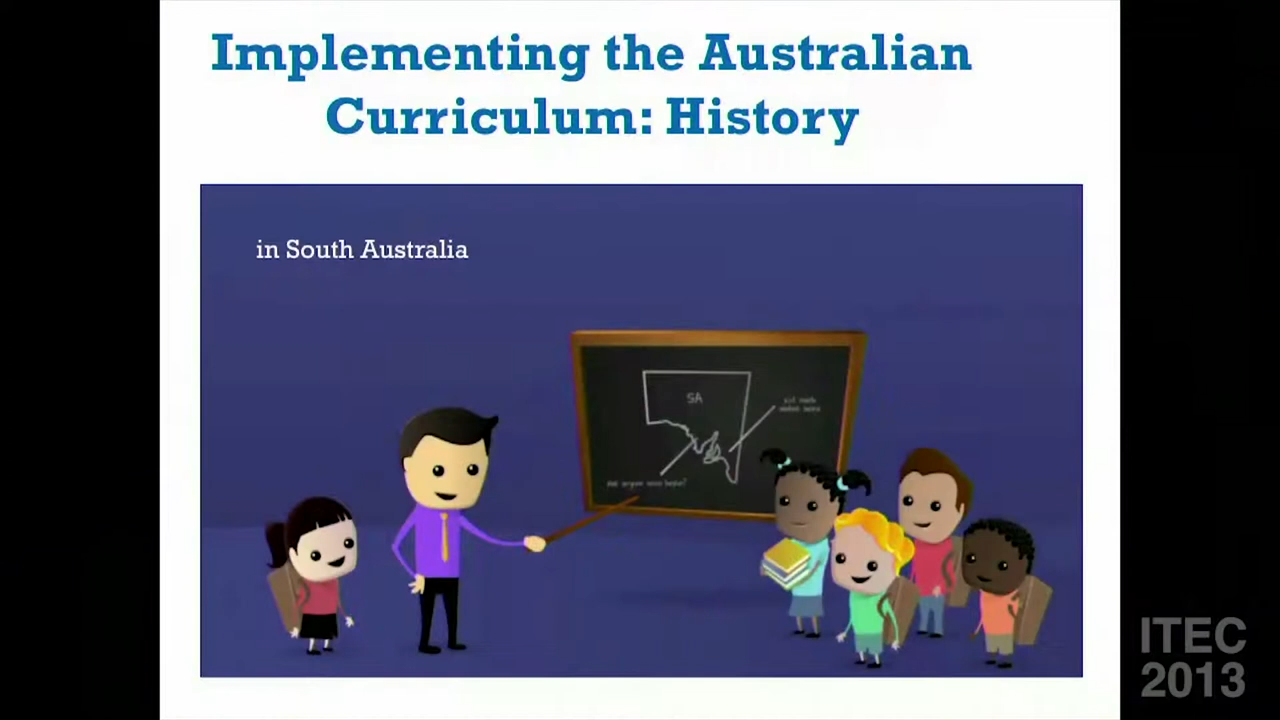 Implementing the Australian
Curriculum: History
in South Australia
SA
ITEC
2013